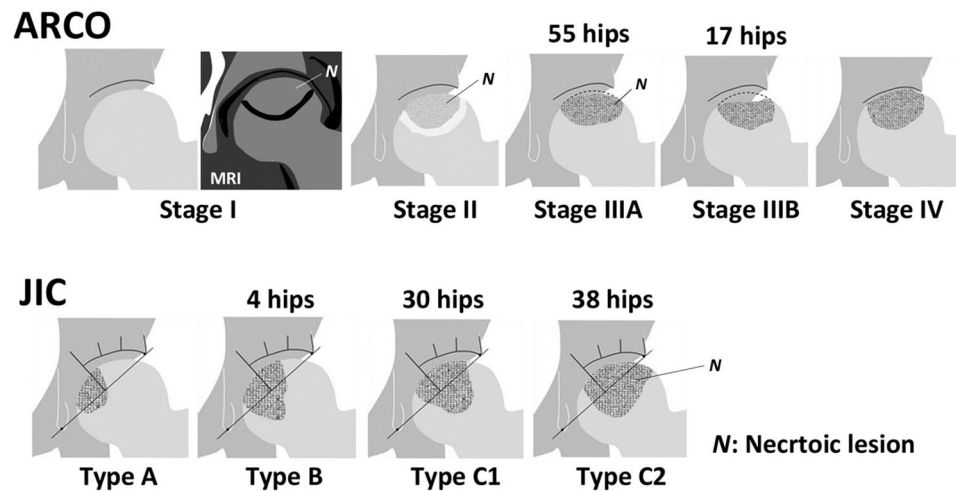 ARCO
55 hips 17 hips
N N N
MRI
Stage I Stage II Stage IIIA Stage IIIB Stage IV
JIC
4 hips 30 hips 38 hips
N
N: Necrtoic lesion
Type A Type B Type C1 Type C2